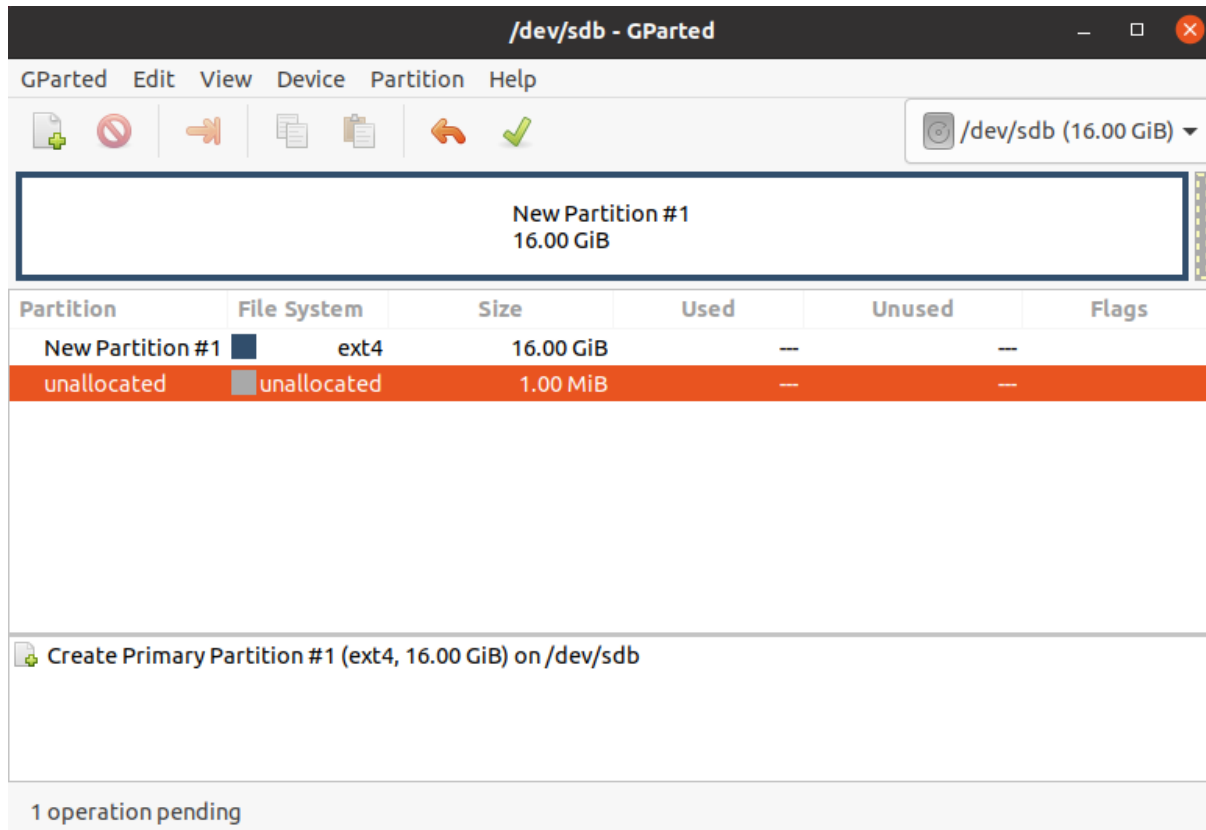 /dev/sdb - GParted
GParted Edit View Device Partition Help
/dev/sdb (16.00 GiB)
New Partition #1
16.00 GiB
Partition File System Size Used Unused Flags
New Partition #1 ext4 16.00 GiB --- ---
unallocated unallocated 1.00 MiB --- ---
Create Primary Partition #1 (ext4, 16.00 GiB) on /dev/sdb
1 operation pending